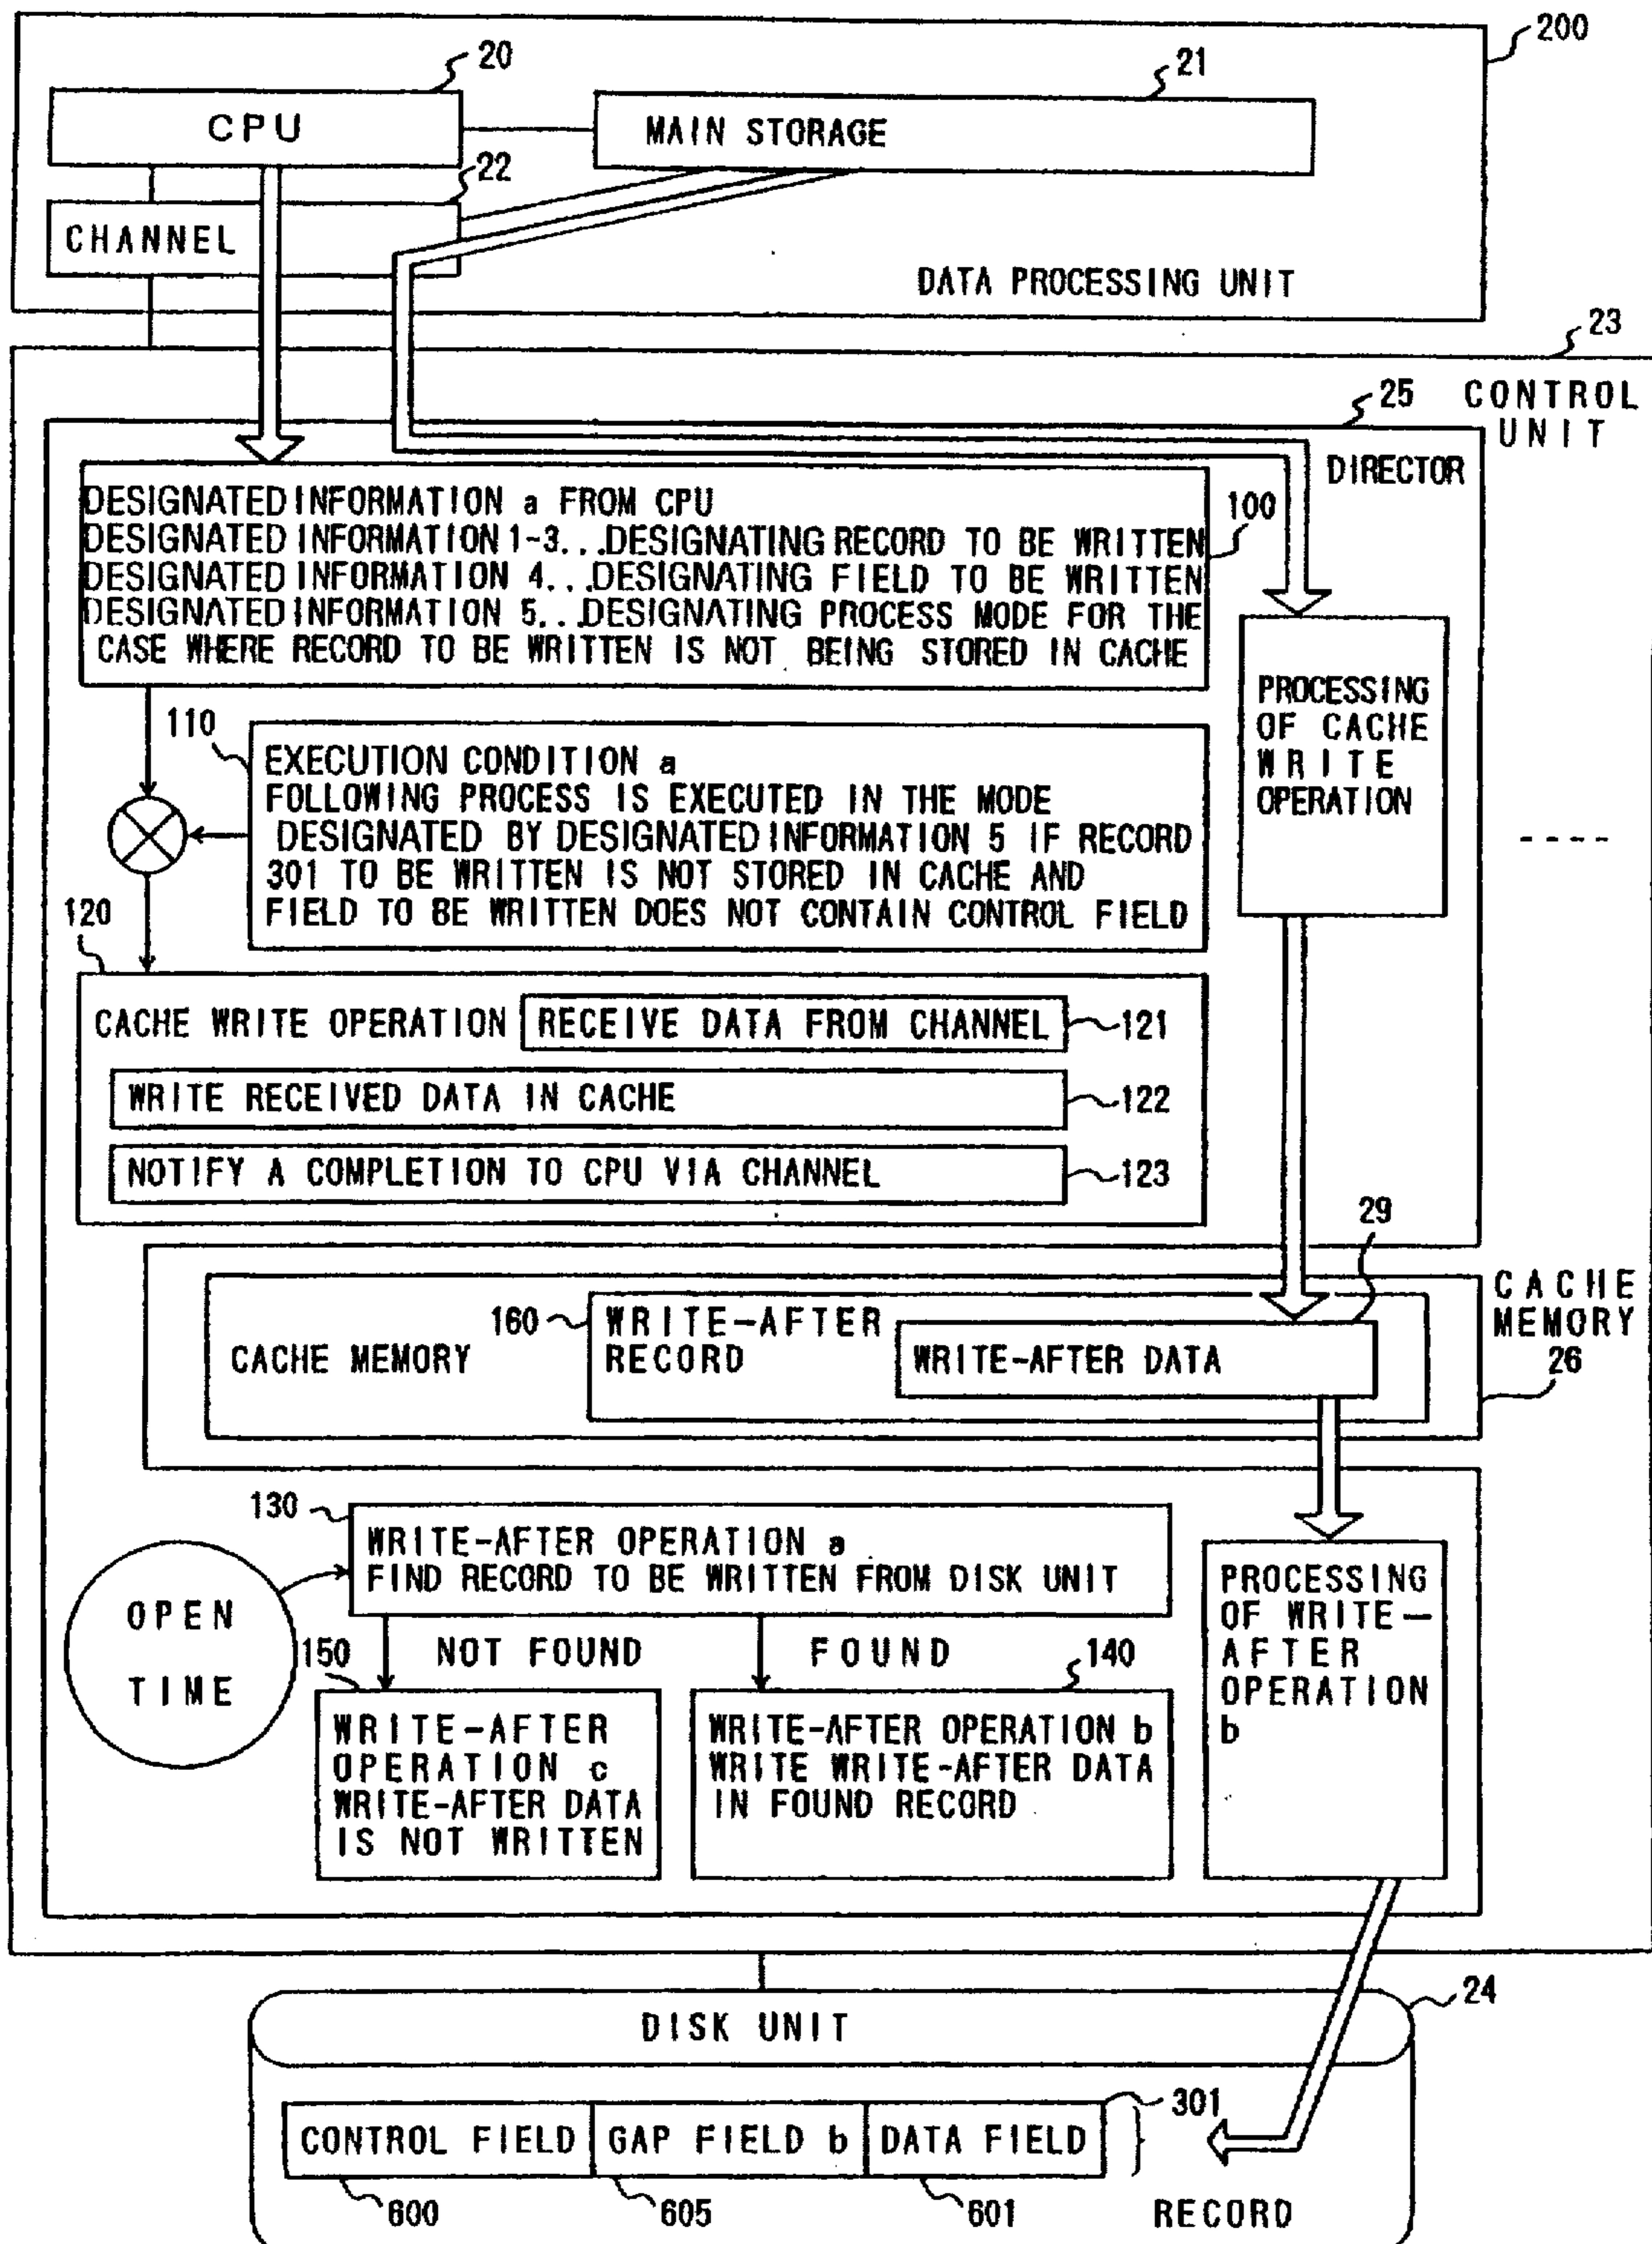 200
20
21
CPU
MAIN STORAGE
22
CHANNEL
DATA PROCESSING UNIT
23
25
CONTROL
UNIT
DIRECTOR
DESIGNATED INFORMATION a FROM CPU
DESIGNATED INFORMATION 1-3...DESIGNATING RECORD TO BE WRITTEN
DESIGNATED INFORMATION 4...DESIGNATING FIELD TO BE WRITTEN
DESIGNATED INFORMATION 5...DESIGNATING PROCESS MODE FOR THE
CASE WHERE RECORD TO BE WRITTEN IS NOT BEING STORED IN CACHE
100
PROCESSING
OF CACHE
WRITE
OPERATION
110
EXECUTION CONDITION a
FOLLOWING PROCESS IS EXECUTED IN THE MODE
DESIGNATED BY DESIGNATED INFORMATION 5 IF RECORD
301 TO BE WRITTEN IS NOT STORED IN CACHE AND
FIELD TO BE WRITTEN DOES NOT CONTAIN CONTROL FIELD
----
120
CACHE WRITE OPERATION
RECEIVE DATA FROM CHANNEL
121
WRITE RECEIVED DATA IN CACHE
122
NOTIFY A COMPLETION TO CPU VIA CHANNEL
123
29
CACHE
MEMORY
26
160
WRITE-AFTER
RECORD
CACHE MEMORY
WRITE-AFTER DATA
130
WRITE-AFTER OPERATION a
FIND RECORD TO BE WRITTEN FROM DISK UNIT
OPEN
TIME
PROCESSING
OF WRITE-
AFTER
OPERATION
b
150
NOT FOUND
FOUND
140
WRITE-AFTER
OPERATION c
WRITE-AFTER DATA
IS NOT WRITTEN
WRITE-AFTER OPERATION b
WRITE WRITE-AFTER DATA
IN FOUND RECORD
24
DISK UNIT
301
CONTROL FIELD
GAP FIELD b
DATA FIELD
600
605
601
RECORD